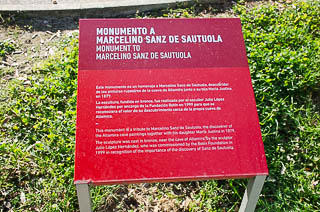 MONUMENTO A
MARCELINO SANZ DE SAUTUOLA
MONUMENT TO
MARCELINO SANZ DE SAUTUOLA
Este monumento es un homenaje a Marcelino Sanz de Sautuola, descubridor
de las pinturas rupestres de la cueva de Altamira junto a su hija María Justina,
en 1879.
La escultura, fundida en bronce, fue realizada por el escultor Julio López
Hernández por encargo de la Fundación Botín en 1999 para que se
reconociera el valor de su descubrimiento cerca de la propia cueva de
Altamira.
This monument is a tribute to Marcelino Sanz de Sautuola, the discoverer of
the Altamira cave paintings together with his daughter María Justina in 1879.
The sculpture was cast in bronze, near the cave of Altamira, by the sculptor
Julio López Hernández, who was commissioned by the Botín Foundation in
1999 in recognition of the importance of the discovery of Sanz de Sautuola.